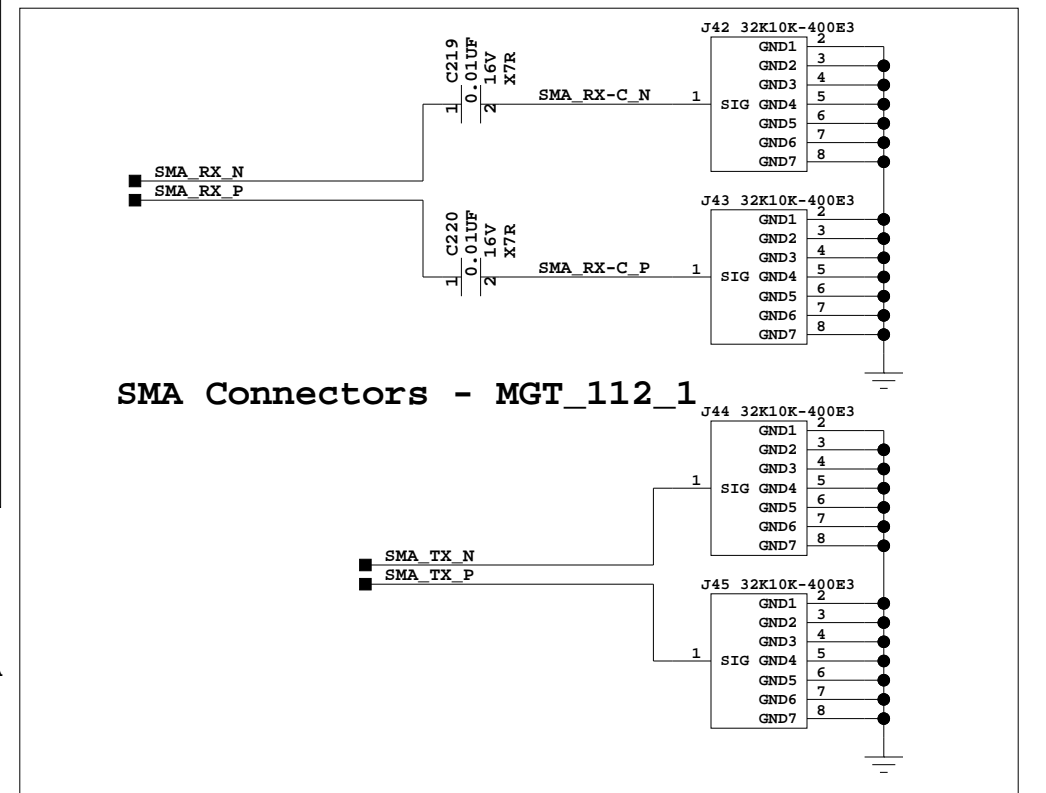 J42 32K10K-400E3
GND1 2
GND2 3
GND3 4
1 SIG GND4 5
GND5 6
GND6 7
GND7 8
C219
0.01UF
16V
X7R
1 2
SMA_RX-C_N
SMA_RX_N
SMA_RX_P
J43 32K10K-400E3
GND1 2
GND2 3
GND3 4
1 SIG GND4 5
GND5 6
GND6 7
GND7 8
C220
0.01UF
16V
X7R
1 2
SMA_RX-C_P
SMA Connectors - MGT_112_1
J44 32K10K-400E3
GND1 2
GND2 3
GND3 4
1 SIG GND4 5
GND5 6
GND6 7
GND7 8
SMA_TX_N
SMA_TX_P
J45 32K10K-400E3
GND1 2
GND2 3
GND3 4
1 SIG GND4 5
GND5 6
GND6 7
GND7 8